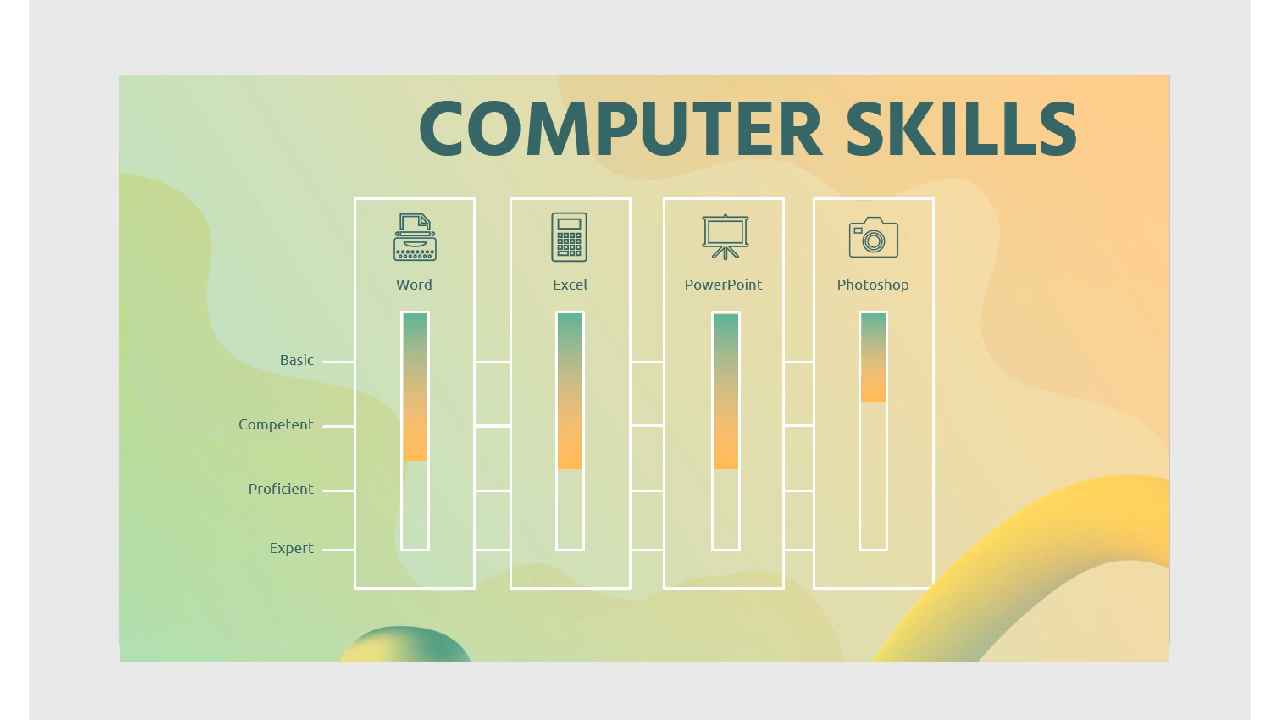 COMPUTER SKILLS
Word
Excel
PowerPoint
Photoshop
Basic
Competent
Proficient
Expert